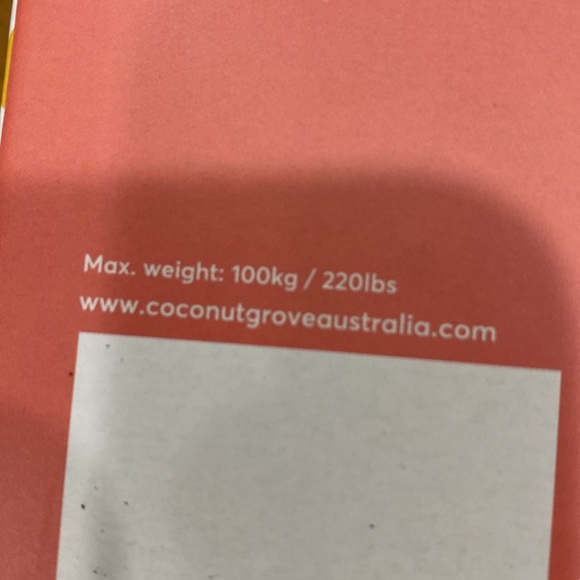 Max. weight: 100kg / 220lbs
www.coconutgroveaustralia.com